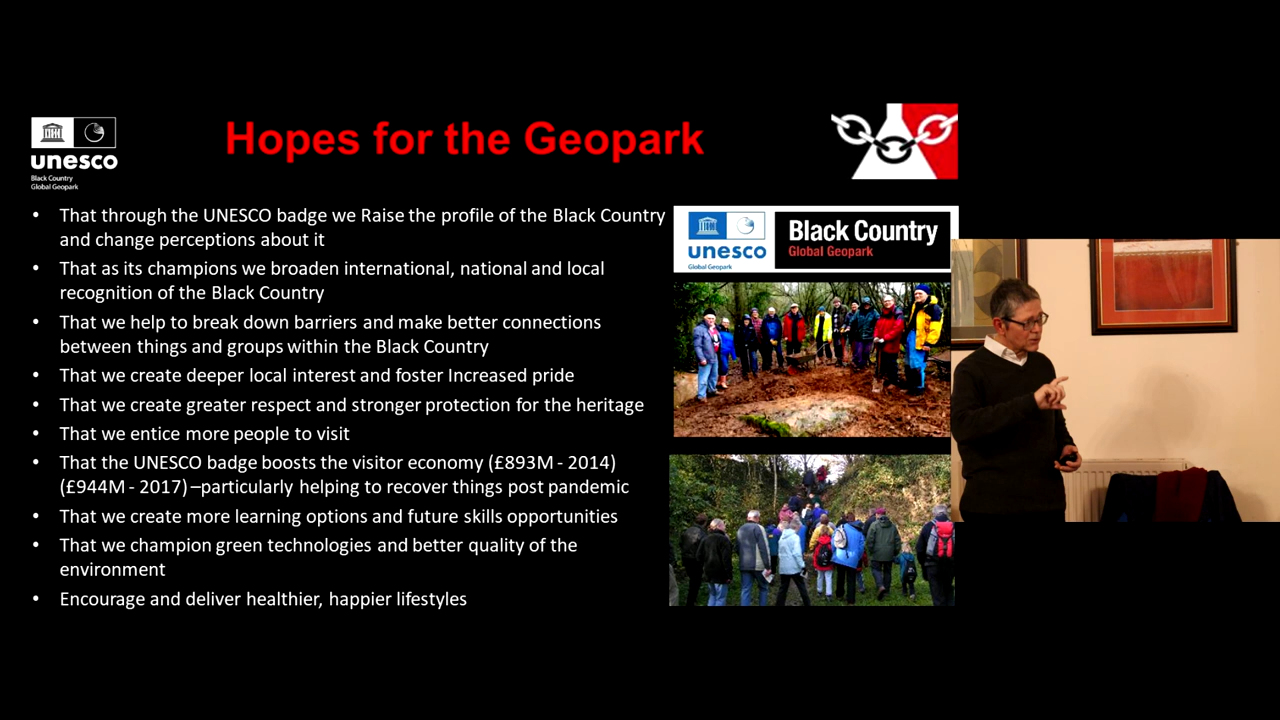 unesco
Black Country
Global Geopark
Hopes for the Geopark
• That through the UNESCO badge we Raise the profile of the Black Country
and change perceptions about it
• That as its champions we broaden international, national and local
recognition of the Black Country
• That we help to break down barriers and make better connections
between things and groups within the Black Country
• That we create deeper local interest and foster Increased pride
• That we create greater respect and stronger protection for the heritage
• That we entice more people to visit
• That the UNESCO badge boosts the visitor economy (£893M - 2014)
(£944M - 2017) –particularly helping to recover things post pandemic
• That we create more learning options and future skills opportunities
• That we champion green technologies and better quality of the
environment
• Encourage and deliver healthier, happier lifestyles
unesco
Global Geopark
Black Country
Global Geopark